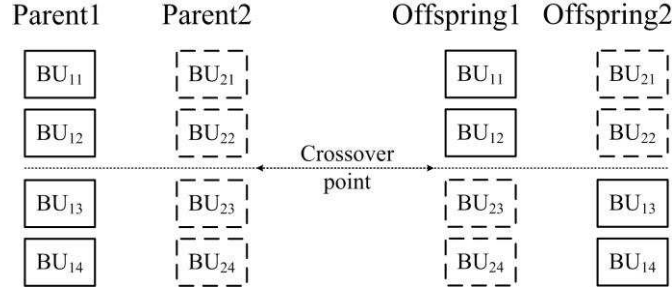 Parent1 Parent2 Offspring1 Offspring2
BU₁₁ BU₂₁ BU₁₁ BU₂₁
BU₁₂ BU₂₂ BU₁₂ BU₂₂
Crossover
point
BU₁₃ BU₂₃ BU₂₃ BU₁₃
BU₁₄ BU₂₄ BU₂₄ BU₁₄